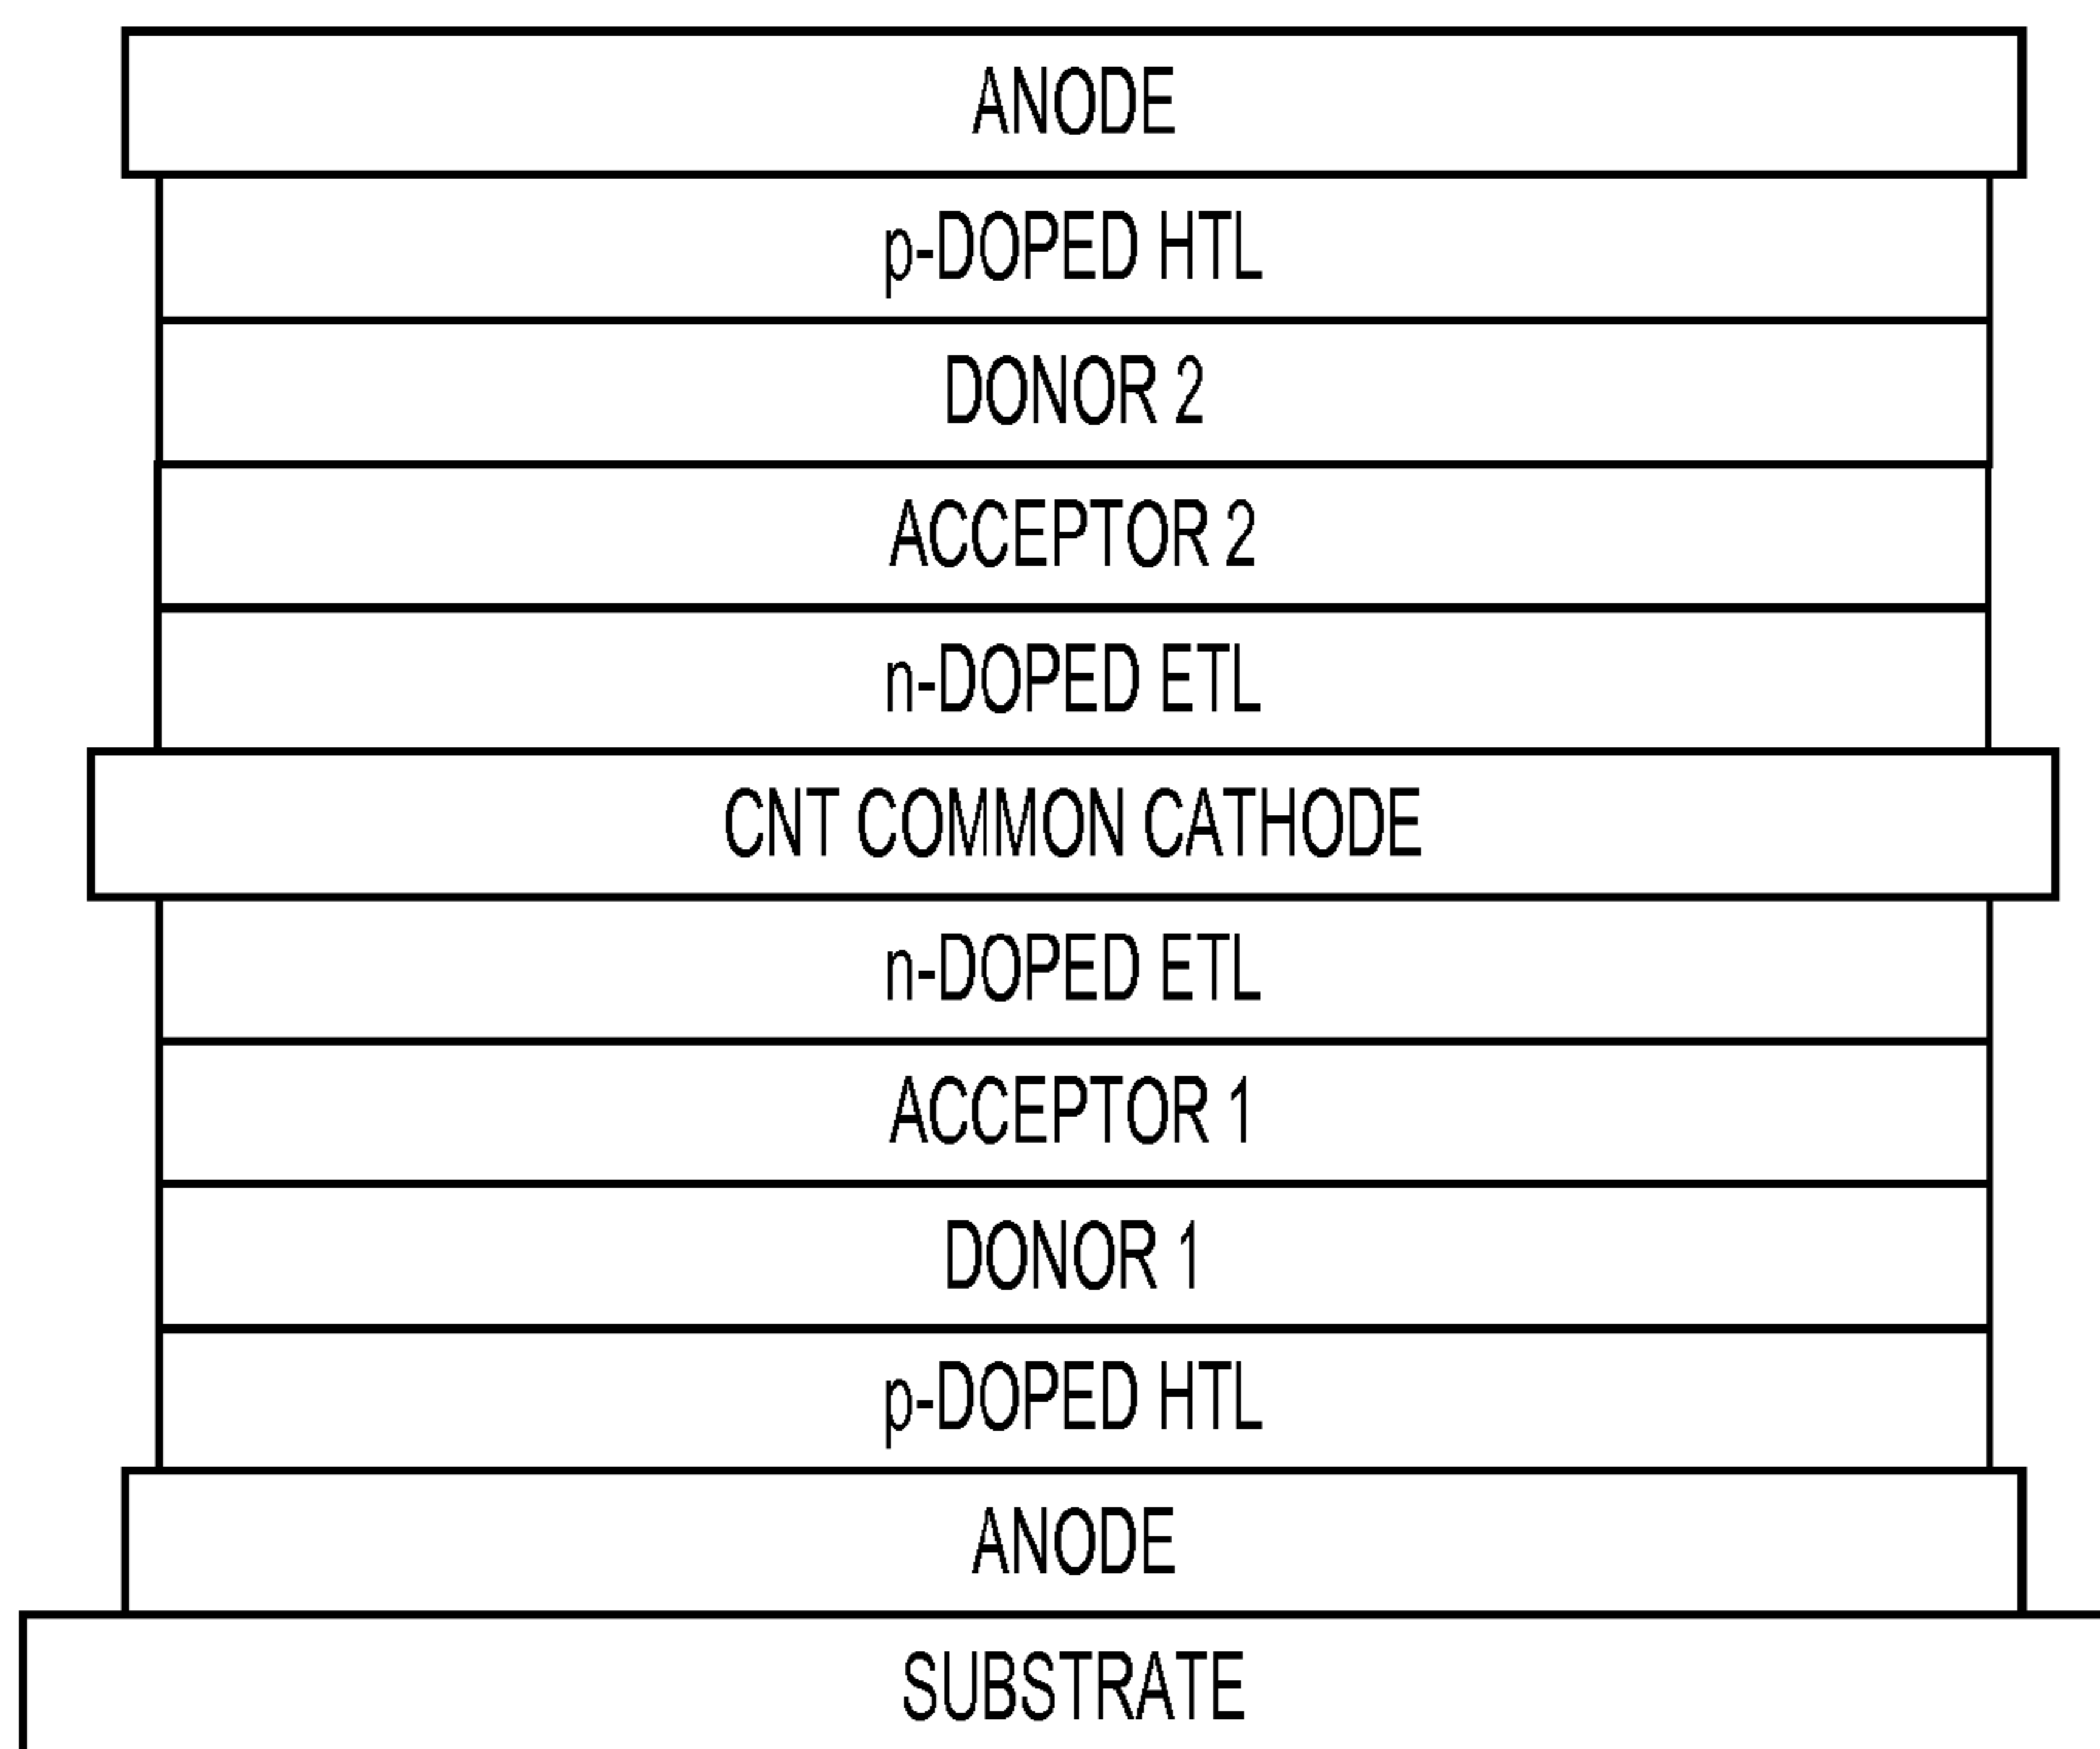 ANODE
p-DOPED HTL
DONOR 2
ACCEPTOR 2
n-DOPED ETL
CNT COMMON CATHODE
n-DOPED ETL
ACCEPTOR 1
DONOR 1
p-DOPED HTL
ANODE
SUBSTRATE